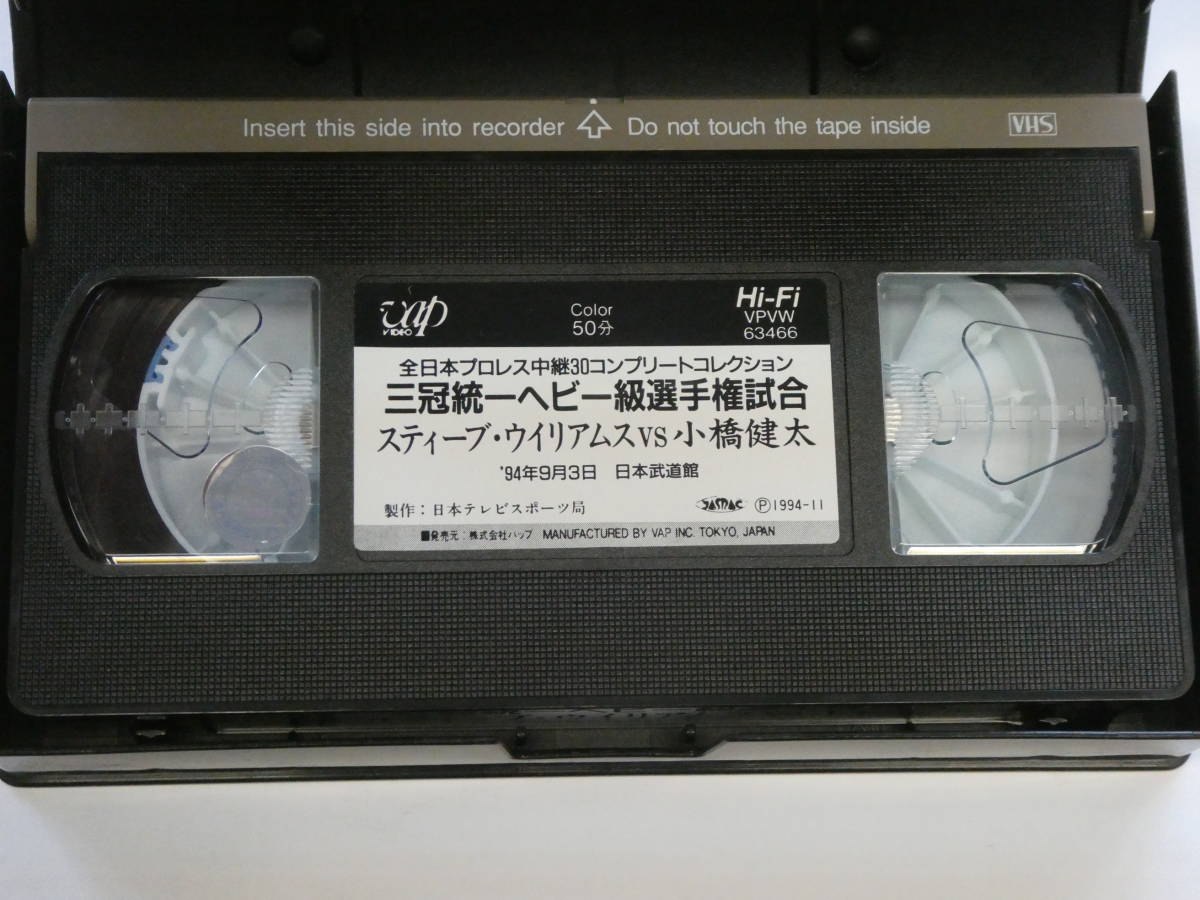 Insert this side into recorder Do not touch the tape inside VHS
vap
VIDEO
Color
50分
Hi-Fi
VPVW
63466
全日本プロレス中継30コンプリートコレクション
三冠統一ヘビー級選手権試合
スティーブ・ウイリアムスVS小橋健太
'94年9月3日 日本武道館
製作:日本テレビスポーツ局
ⓟ1994-11
■発売元:株式会社バップ MANUFACTURED BY VAP INC. TOKYO, JAPAN